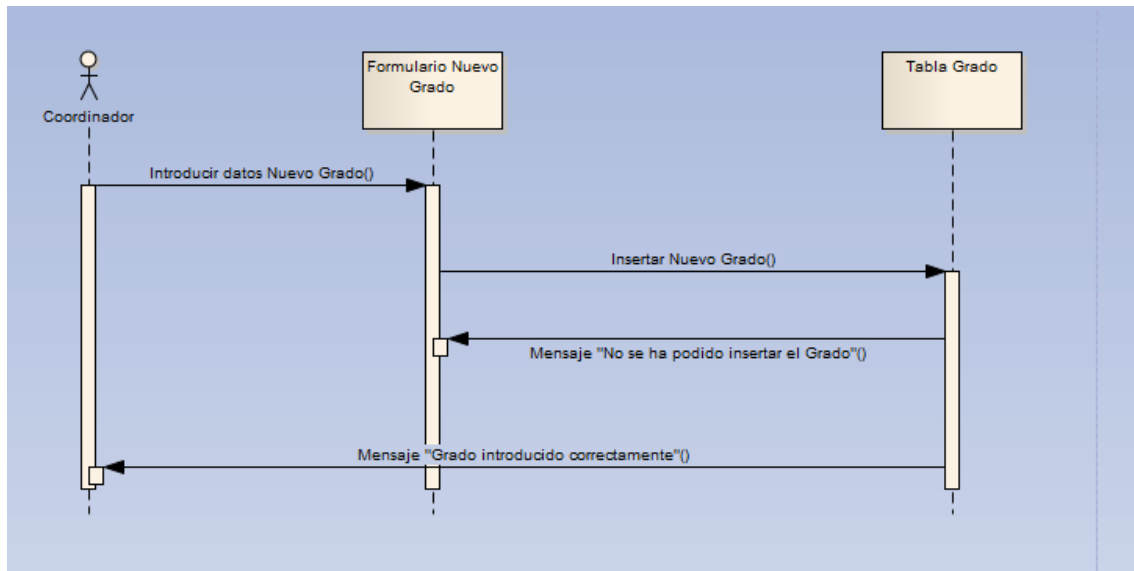 Formulario Nuevo
Grado
Tabla Grado
Coordinador
Introducir datos Nuevo Grado()
Insertar Nuevo Grado()
Mensaje "No se ha podido insertar el Grado"()
Mensaje "Grado introducido correctamente"()